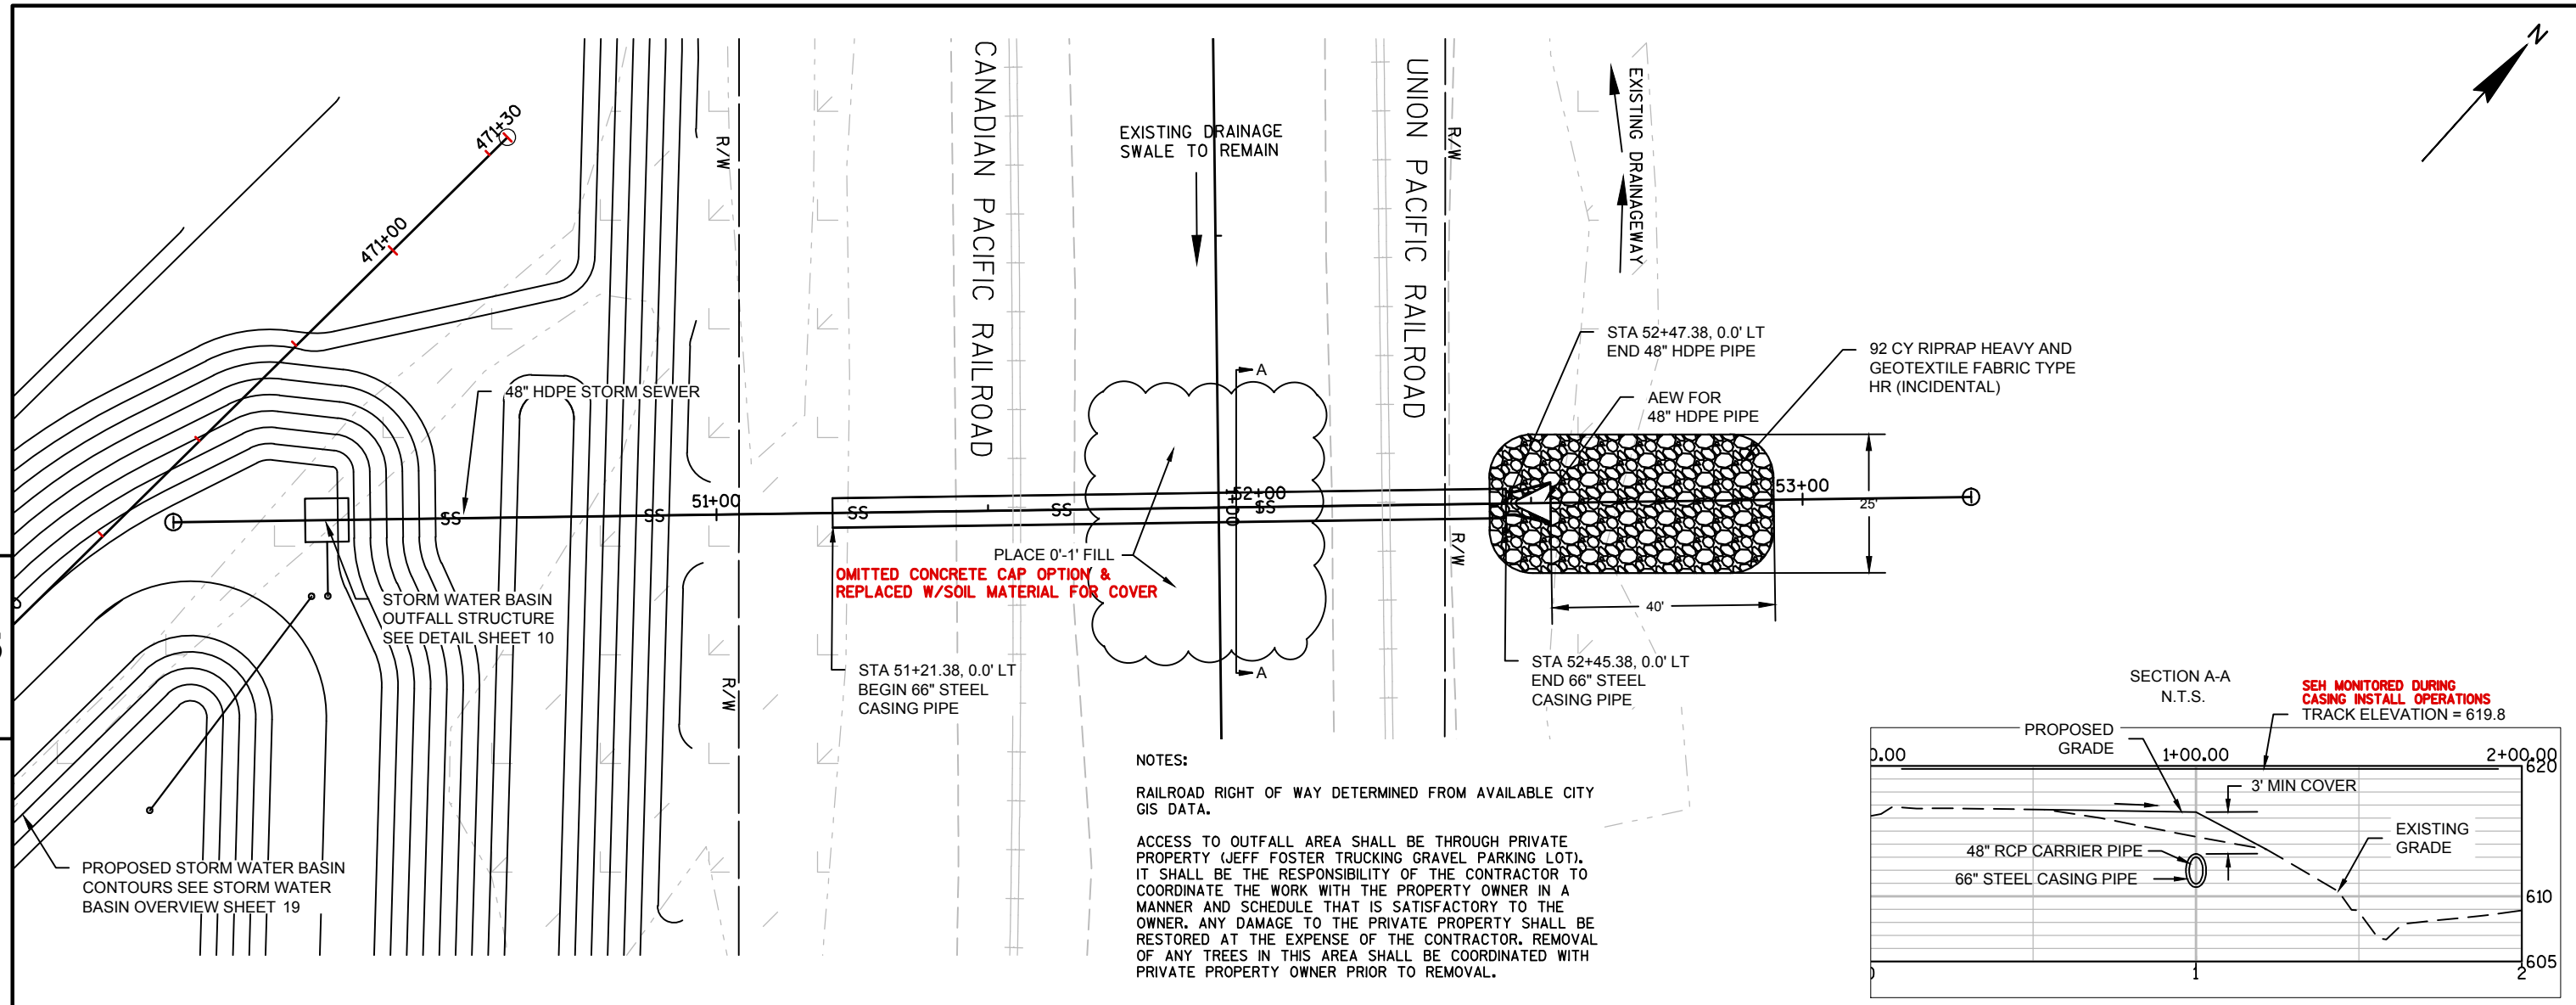 N
471+30
471+00
R/W
CANADIAN PACIFIC RAILROAD
EXISTING DRAINAGE
SWALE TO REMAIN
UNION PACIFIC RAILROAD
R/W
EXISTING DRAINAGEWAY
STA 52+47.38, 0.0' LT
END 48" HDPE PIPE
92 CY RIPRAP HEAVY AND
GEOTEXTILE FABRIC TYPE
HR (INCIDENTAL)
AEW FOR
48" HDPE PIPE
A
48" HDPE STORM SEWER
51+00
52+00
53+00
25'
SS
SS
SS
SS
SS
R/W
PLACE 0'-1' FILL
OMITTED CONCRETE CAP OPTION &
REPLACED W/SOIL MATERIAL FOR COVER
40'
STORM WATER BASIN
OUTFALL STRUCTURE
SEE DETAIL SHEET 10
STA 51+21.38, 0.0' LT
BEGIN 66" STEEL
CASING PIPE
A
STA 52+45.38, 0.0' LT
END 66" STEEL
CASING PIPE
R/W
SECTION A-A
N.T.S.
SEH MONITORED DURING
CASING INSTALL OPERATIONS
TRACK ELEVATION = 619.8
PROPOSED
GRADE
0.00
1+00.00
2+00.00
620
3' MIN COVER
EXISTING
GRADE
48" RCP CARRIER PIPE
66" STEEL CASING PIPE
610
605
1
2
NOTES:
RAILROAD RIGHT OF WAY DETERMINED FROM AVAILABLE CITY
GIS DATA.
ACCESS TO OUTFALL AREA SHALL BE THROUGH PRIVATE
PROPERTY (JEFF FOSTER TRUCKING GRAVEL PARKING LOT).
IT SHALL BE THE RESPONSIBILITY OF THE CONTRACTOR TO
COORDINATE THE WORK WITH THE PROPERTY OWNER IN A
MANNER AND SCHEDULE THAT IS SATISFACTORY TO THE
OWNER. ANY DAMAGE TO THE PRIVATE PROPERTY SHALL BE
RESTORED AT THE EXPENSE OF THE CONTRACTOR. REMOVAL
OF ANY TREES IN THIS AREA SHALL BE COORDINATED WITH
PRIVATE PROPERTY OWNER PRIOR TO REMOVAL.
PROPOSED STORM WATER BASIN
CONTOURS SEE STORM WATER
BASIN OVERVIEW SHEET 19